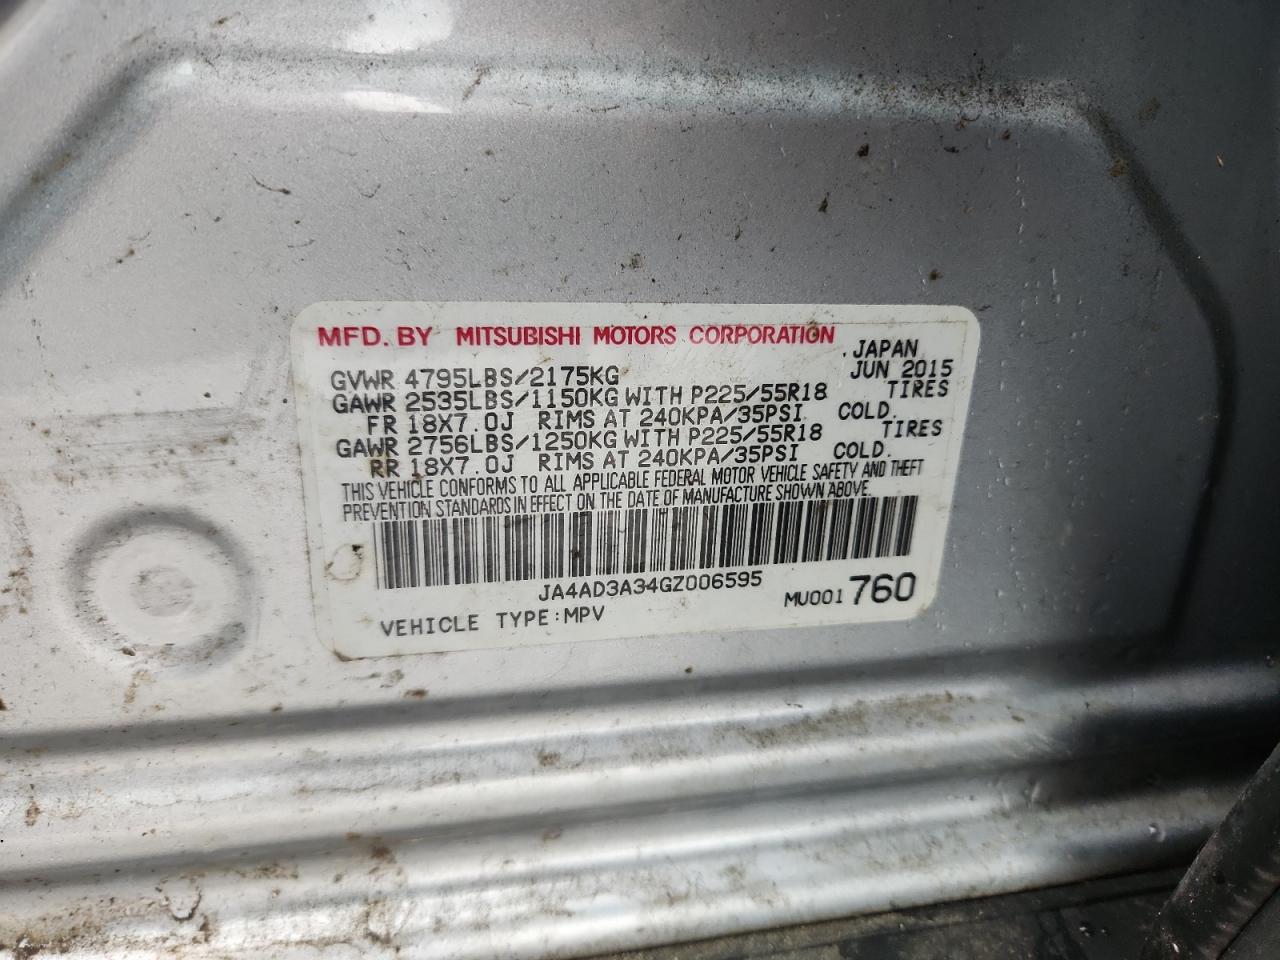 MFD. BY MITSUBISHI MOTORS CORPORATION
JAPAN
GVWR 4795LBS/2175KG JUN 2015
GAWR 2535LBS/1150KG WITH P225/55R18 TIRES
FR 18X7.0J RIMS AT 240KPA/35PSI COLD.
GAWR 2756LBS/1250KG WITH P225/55R18 TIRES
RR 18X7.0J RIMS AT 240KPA/35PSI COLD.
THIS VEHICLE CONFORMS TO ALL APPLICABLE FEDERAL MOTOR VEHICLE SAFETY AND THEFT
PREVENTION STANDARDS IN EFFECT ON THE DATE OF MANUFACTURE SHOWN ABOVE.
JA4AD3A34GZ006595
VEHICLE TYPE:MPV MU001 760